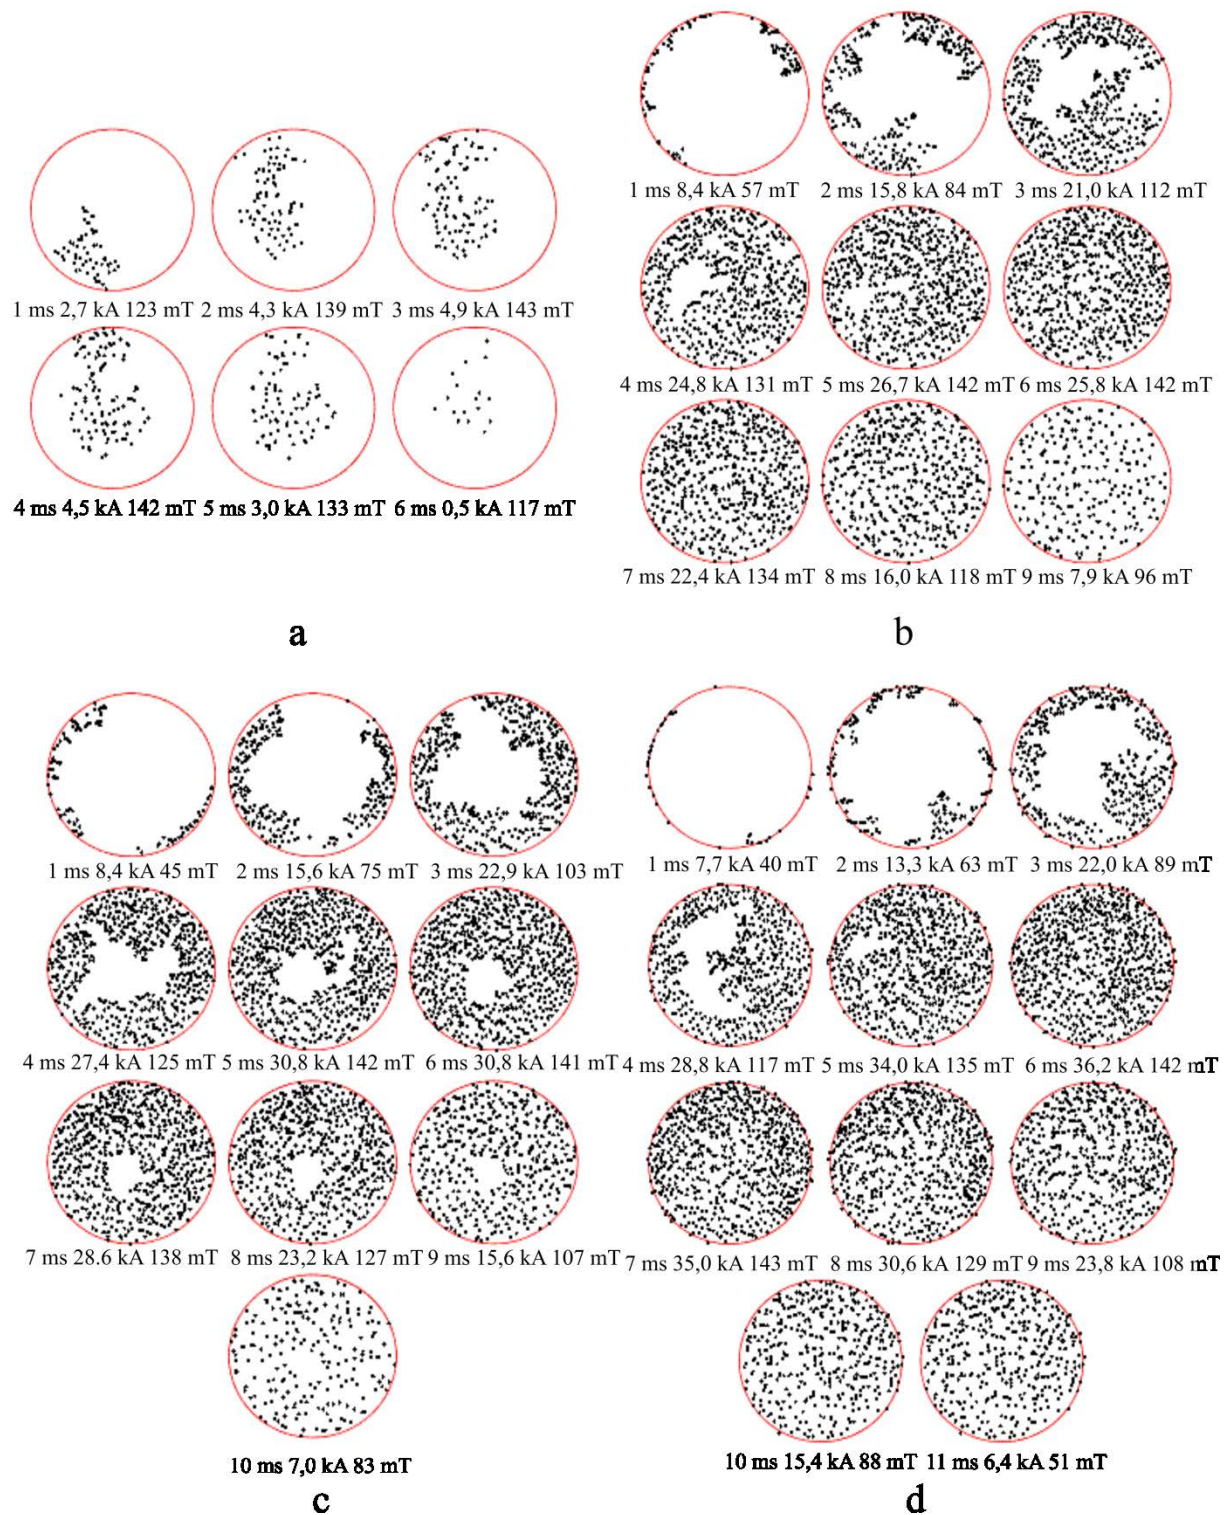 1 ms 2,7 kA 123 mT 2 ms 4,3 kA 139 mT 3 ms 4,9 kA 143 mT
4 ms 4,5 kA 142 mT 5 ms 3,0 kA 133 mT 6 ms 0,5 kA 117 mT
a
1 ms 8,4 kA 57 mT 2 ms 15,8 kA 84 mT 3 ms 21,0 kA 112 mT
4 ms 24,8 kA 131 mT 5 ms 26,7 kA 142 mT 6 ms 25,8 kA 142 mT
7 ms 22,4 kA 134 mT 8 ms 16,0 kA 118 mT 9 ms 7,9 kA 96 mT
b
1 ms 8,4 kA 45 mT 2 ms 15,6 kA 75 mT 3 ms 22,9 kA 103 mT
4 ms 27,4 kA 125 mT 5 ms 30,8 kA 142 mT 6 ms 30,8 kA 141 mT
7 ms 28.6 kA 138 mT 8 ms 23,2 kA 127 mT 9 ms 15,6 kA 107 mT
10 ms 7,0 kA 83 mT
c
1 ms 7,7 kA 40 mT 2 ms 13,3 kA 63 mT 3 ms 22,0 kA 89 mT
4 ms 28,8 kA 117 mT 5 ms 34,0 kA 135 mT 6 ms 36,2 kA 142 mT
7 ms 35,0 kA 143 mT 8 ms 30,6 kA 129 mT 9 ms 23,8 kA 108 mT
10 ms 15,4 kA 88 mT 11 ms 6,4 kA 51 mT
d